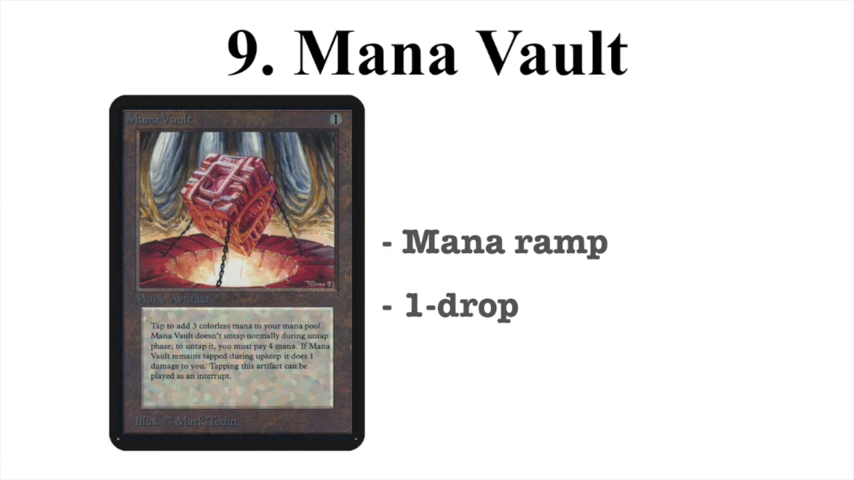 9. Mana Vault
Mana Vault 1
- Mana ramp
- 1-drop
Mono Artifact
Tap to add 3 colorless mana to your mana pool.
Mana Vault doesn't untap normally during untap
phase; to untap it, you must pay 4 mana. If Mana
Vault remains tapped during upkeep it does 1
damage to you. Tapping this artifact can be
played as an interrupt.
Illus. © Mark Tedin